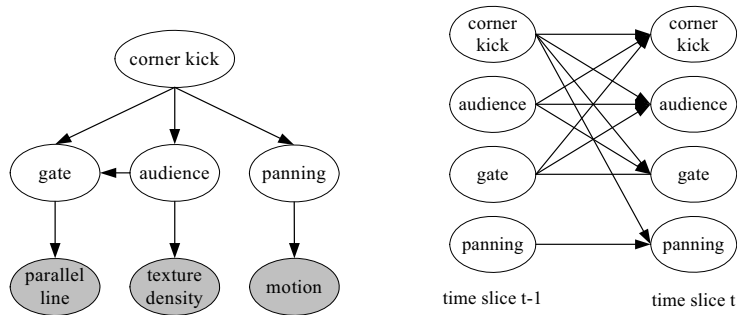 corner kick
gate
audience
panning
parallel
line
texture
density
motion
corner
kick
audience
gate
panning
time slice t-1
corner
kick
audience
gate
panning
time slice t